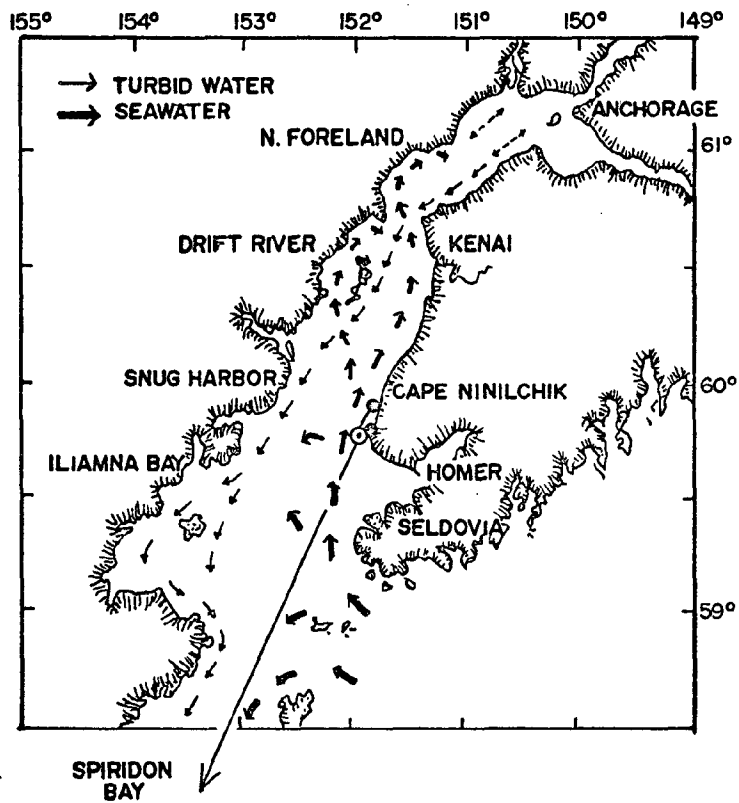 155° 154° 153° 152° 151° 150° 149°
TURBID WATER
SEAWATER
ANCHORAGE
N. FORELAND
61°
DRIFT RIVER
KENAI
60°
SNUG HARBOR
CAPE NINILCHIK
ILIAMNA BAY
HOMER
SELDOVIA
59°
SPIRIDON
BAY